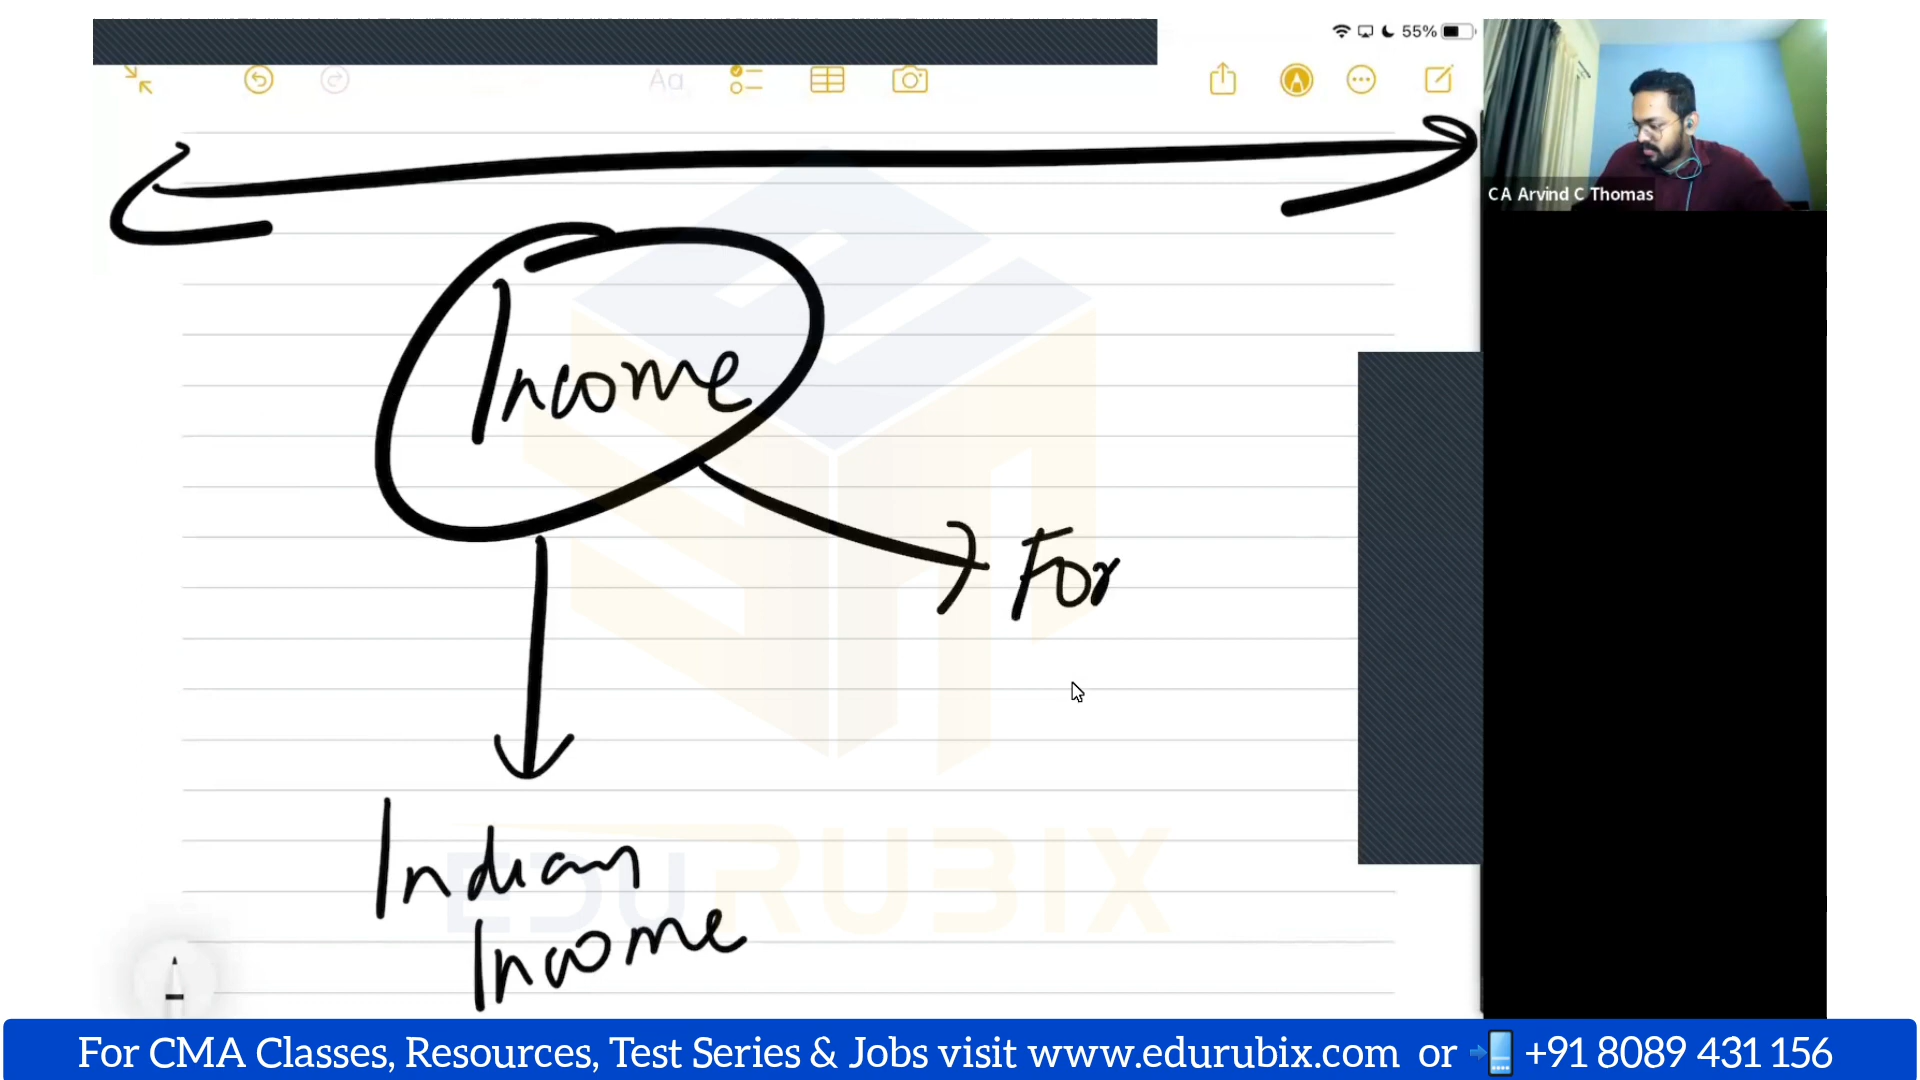 55%
Aa
CA Arvind C Thomas
Income
For
Indian
Income
EDURUBIX
For CMA Classes, Resources, Test Series & Jobs visit www.edurubix.com or +91 8089 431 156